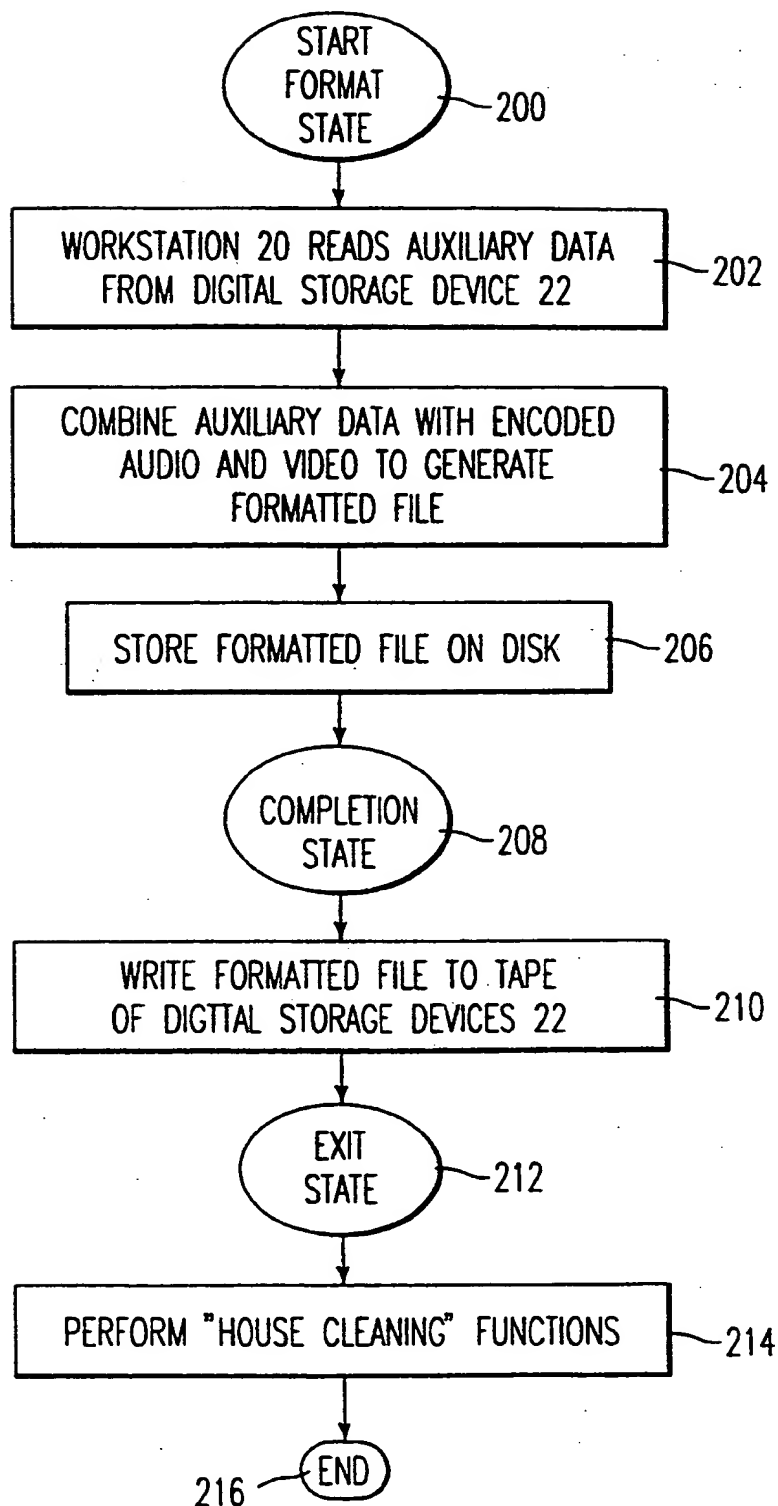 START
FORMAT
STATE
200
WORKSTATION 20 READS AUXILIARY DATA
FROM DIGITAL STORAGE DEVICE 22
202
COMBINE AUXILIARY DATA WITH ENCODED
AUDIO AND VIDEO TO GENERATE
FORMATTED FILE
204
STORE FORMATTED FILE ON DISK
206
COMPLETION
STATE
208
WRITE FORMATTED FILE TO TAPE
OF DIGTTAL STORAGE DEVICES 22
210
EXIT
STATE
212
PERFORM "HOUSE CLEANING" FUNCTIONS
214
END
216